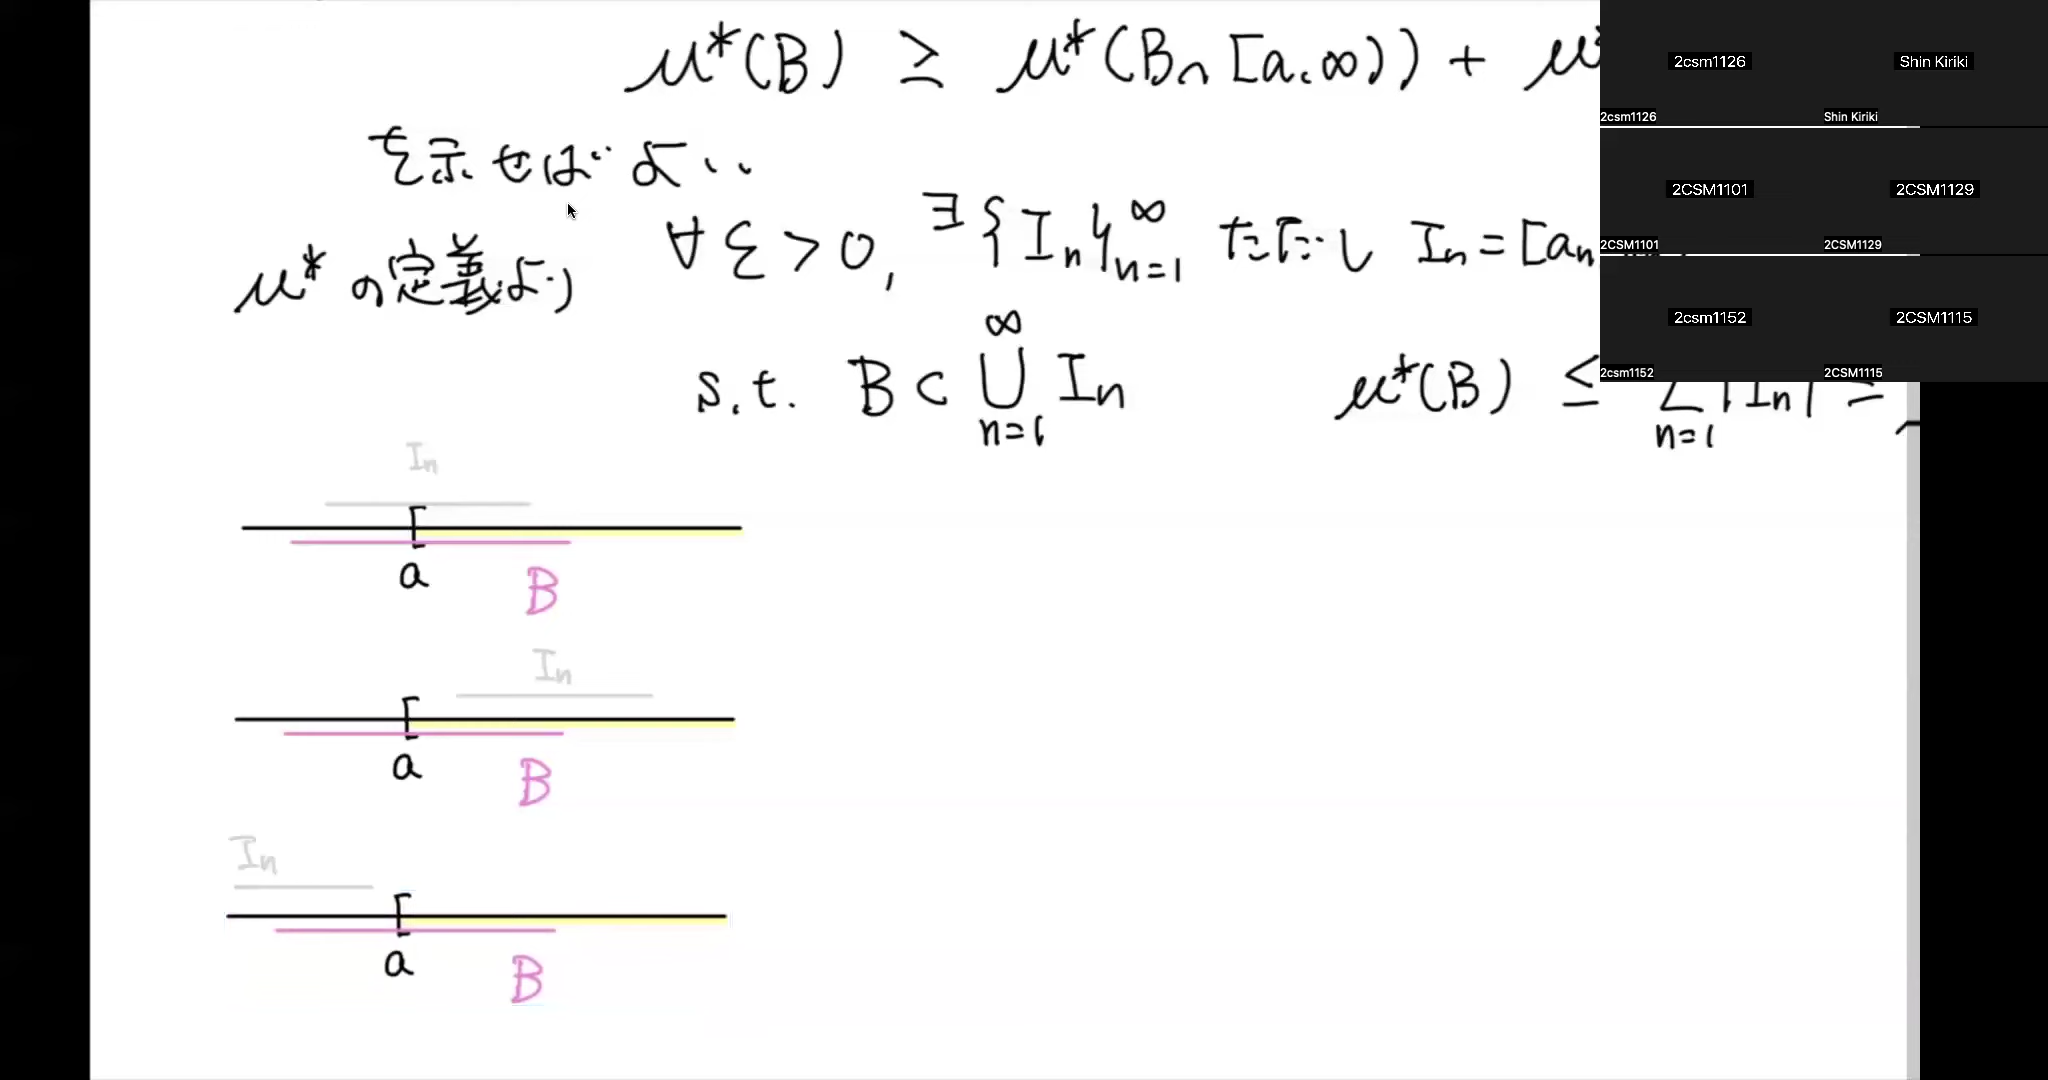 μ*(B) ≥ μ*(B∩[a,∞)) + μ*
を示せばよい.
μ*の定義より ∀ε>0, ∃{In}∞n=1 ただし In=[an
s.t. B⊂∞∪n=1 In μ*(B) ≤ ∑n=1 |In| =
In
a
B
In
a
B
In
a
B
2csm1126
Shin Kiriki
2csm1126
Shin Kiriki
2CSM1101
2CSM1129
2CSM1101
2CSM1129
2csm1152
2CSM1115
2csm1152
2CSM1115